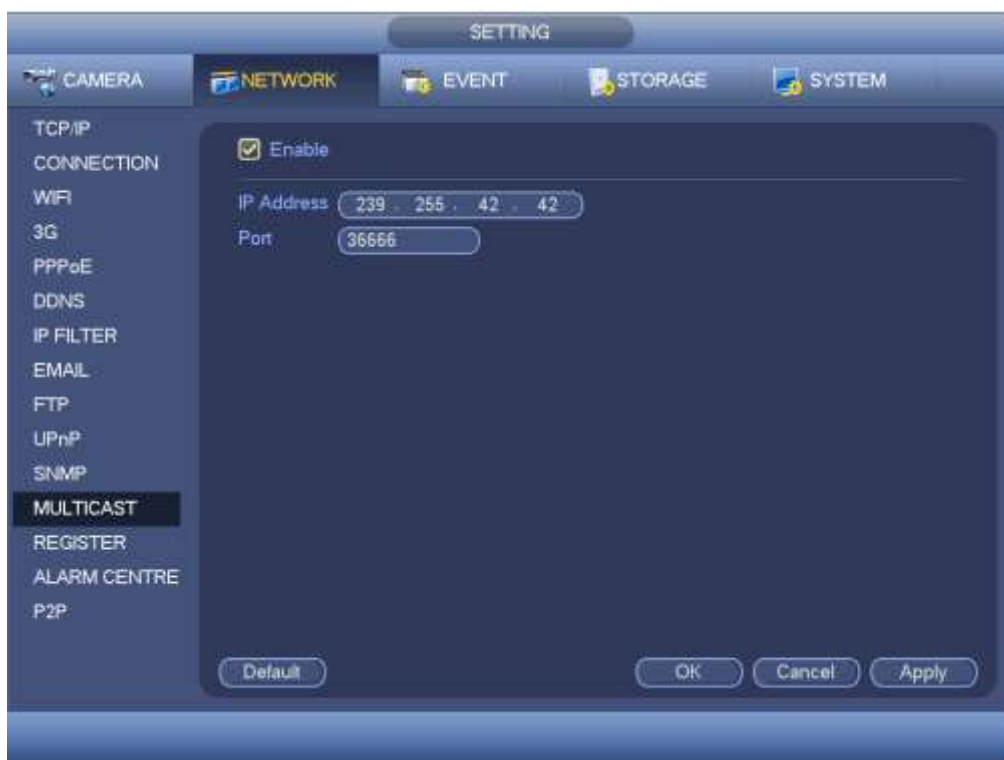 SETTING
CAMERA NETWORK EVENT STORAGE SYSTEM
TCP/IP
CONNECTION
WIFI
3G
PPPoE
DDNS
IP FILTER
EMAIL
FTP
UPnP
SNMP
MULTICAST
REGISTER
ALARM CENTRE
P2P
Enable
IP Address 239 . 255 . 42 . 42
Port 36666
Default OK Cancel Apply